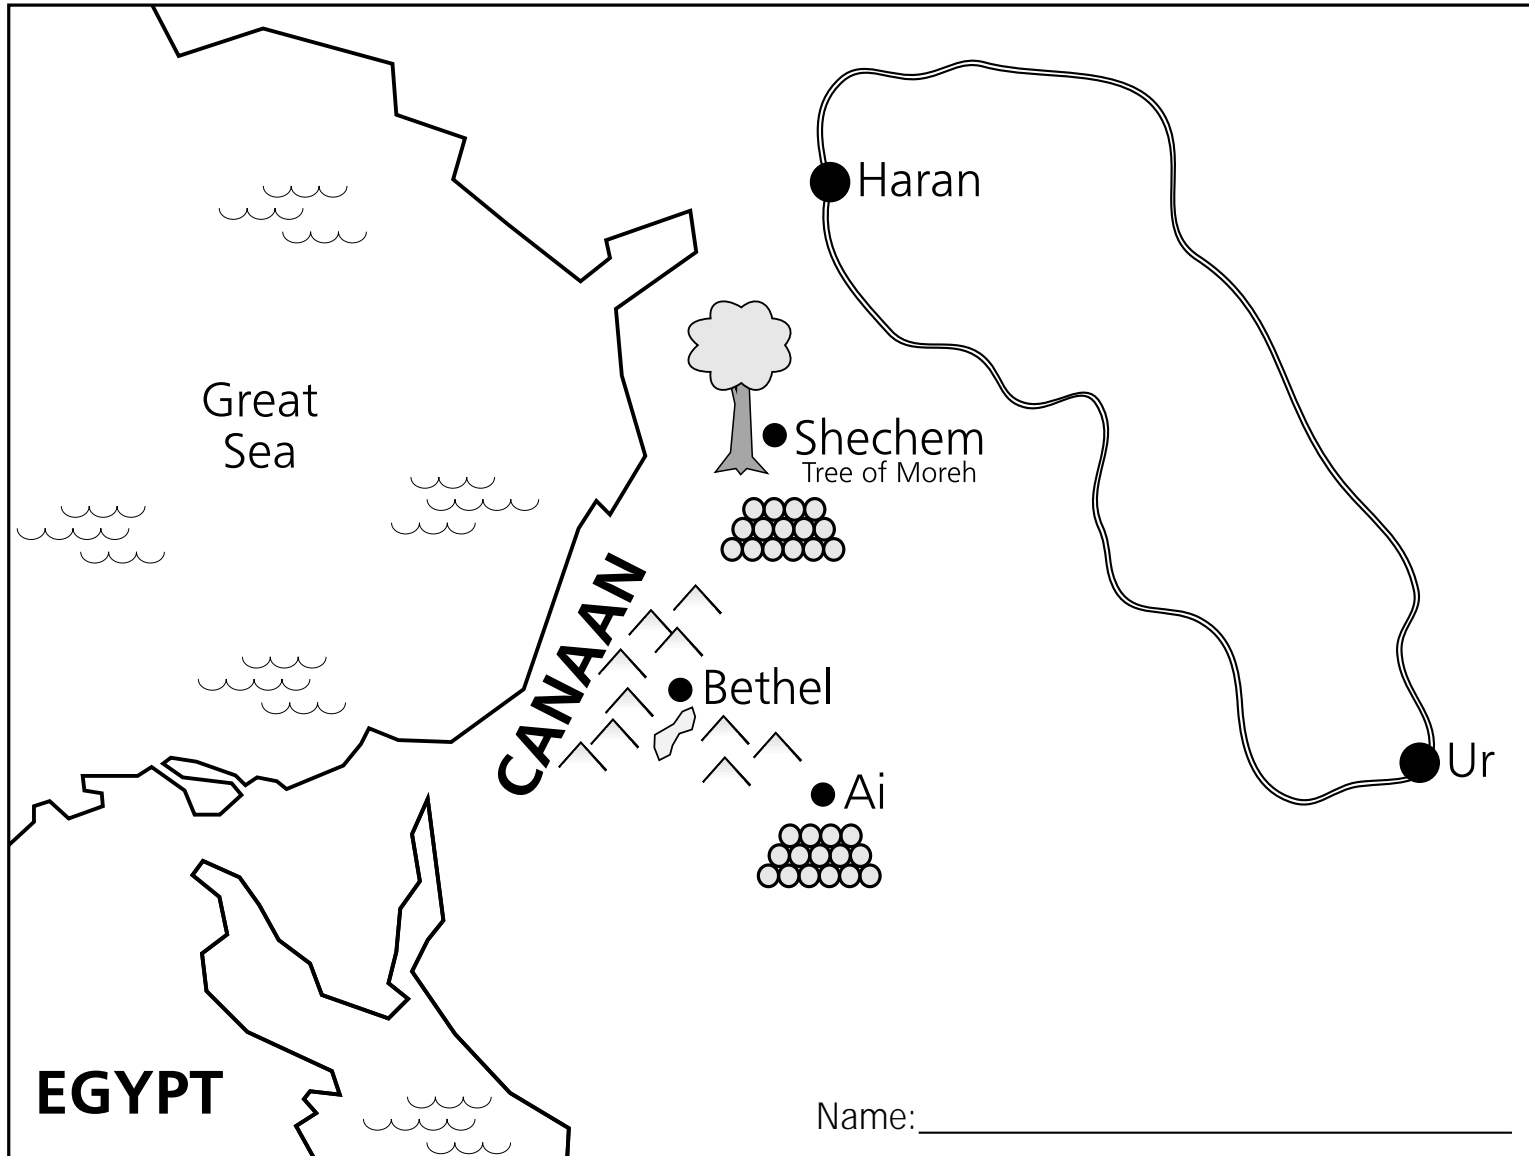 Haran
Great
Sea
Shechem
Tree of Moreh
CANAAN
Bethel
Ur
Ai
EGYPT
Name: